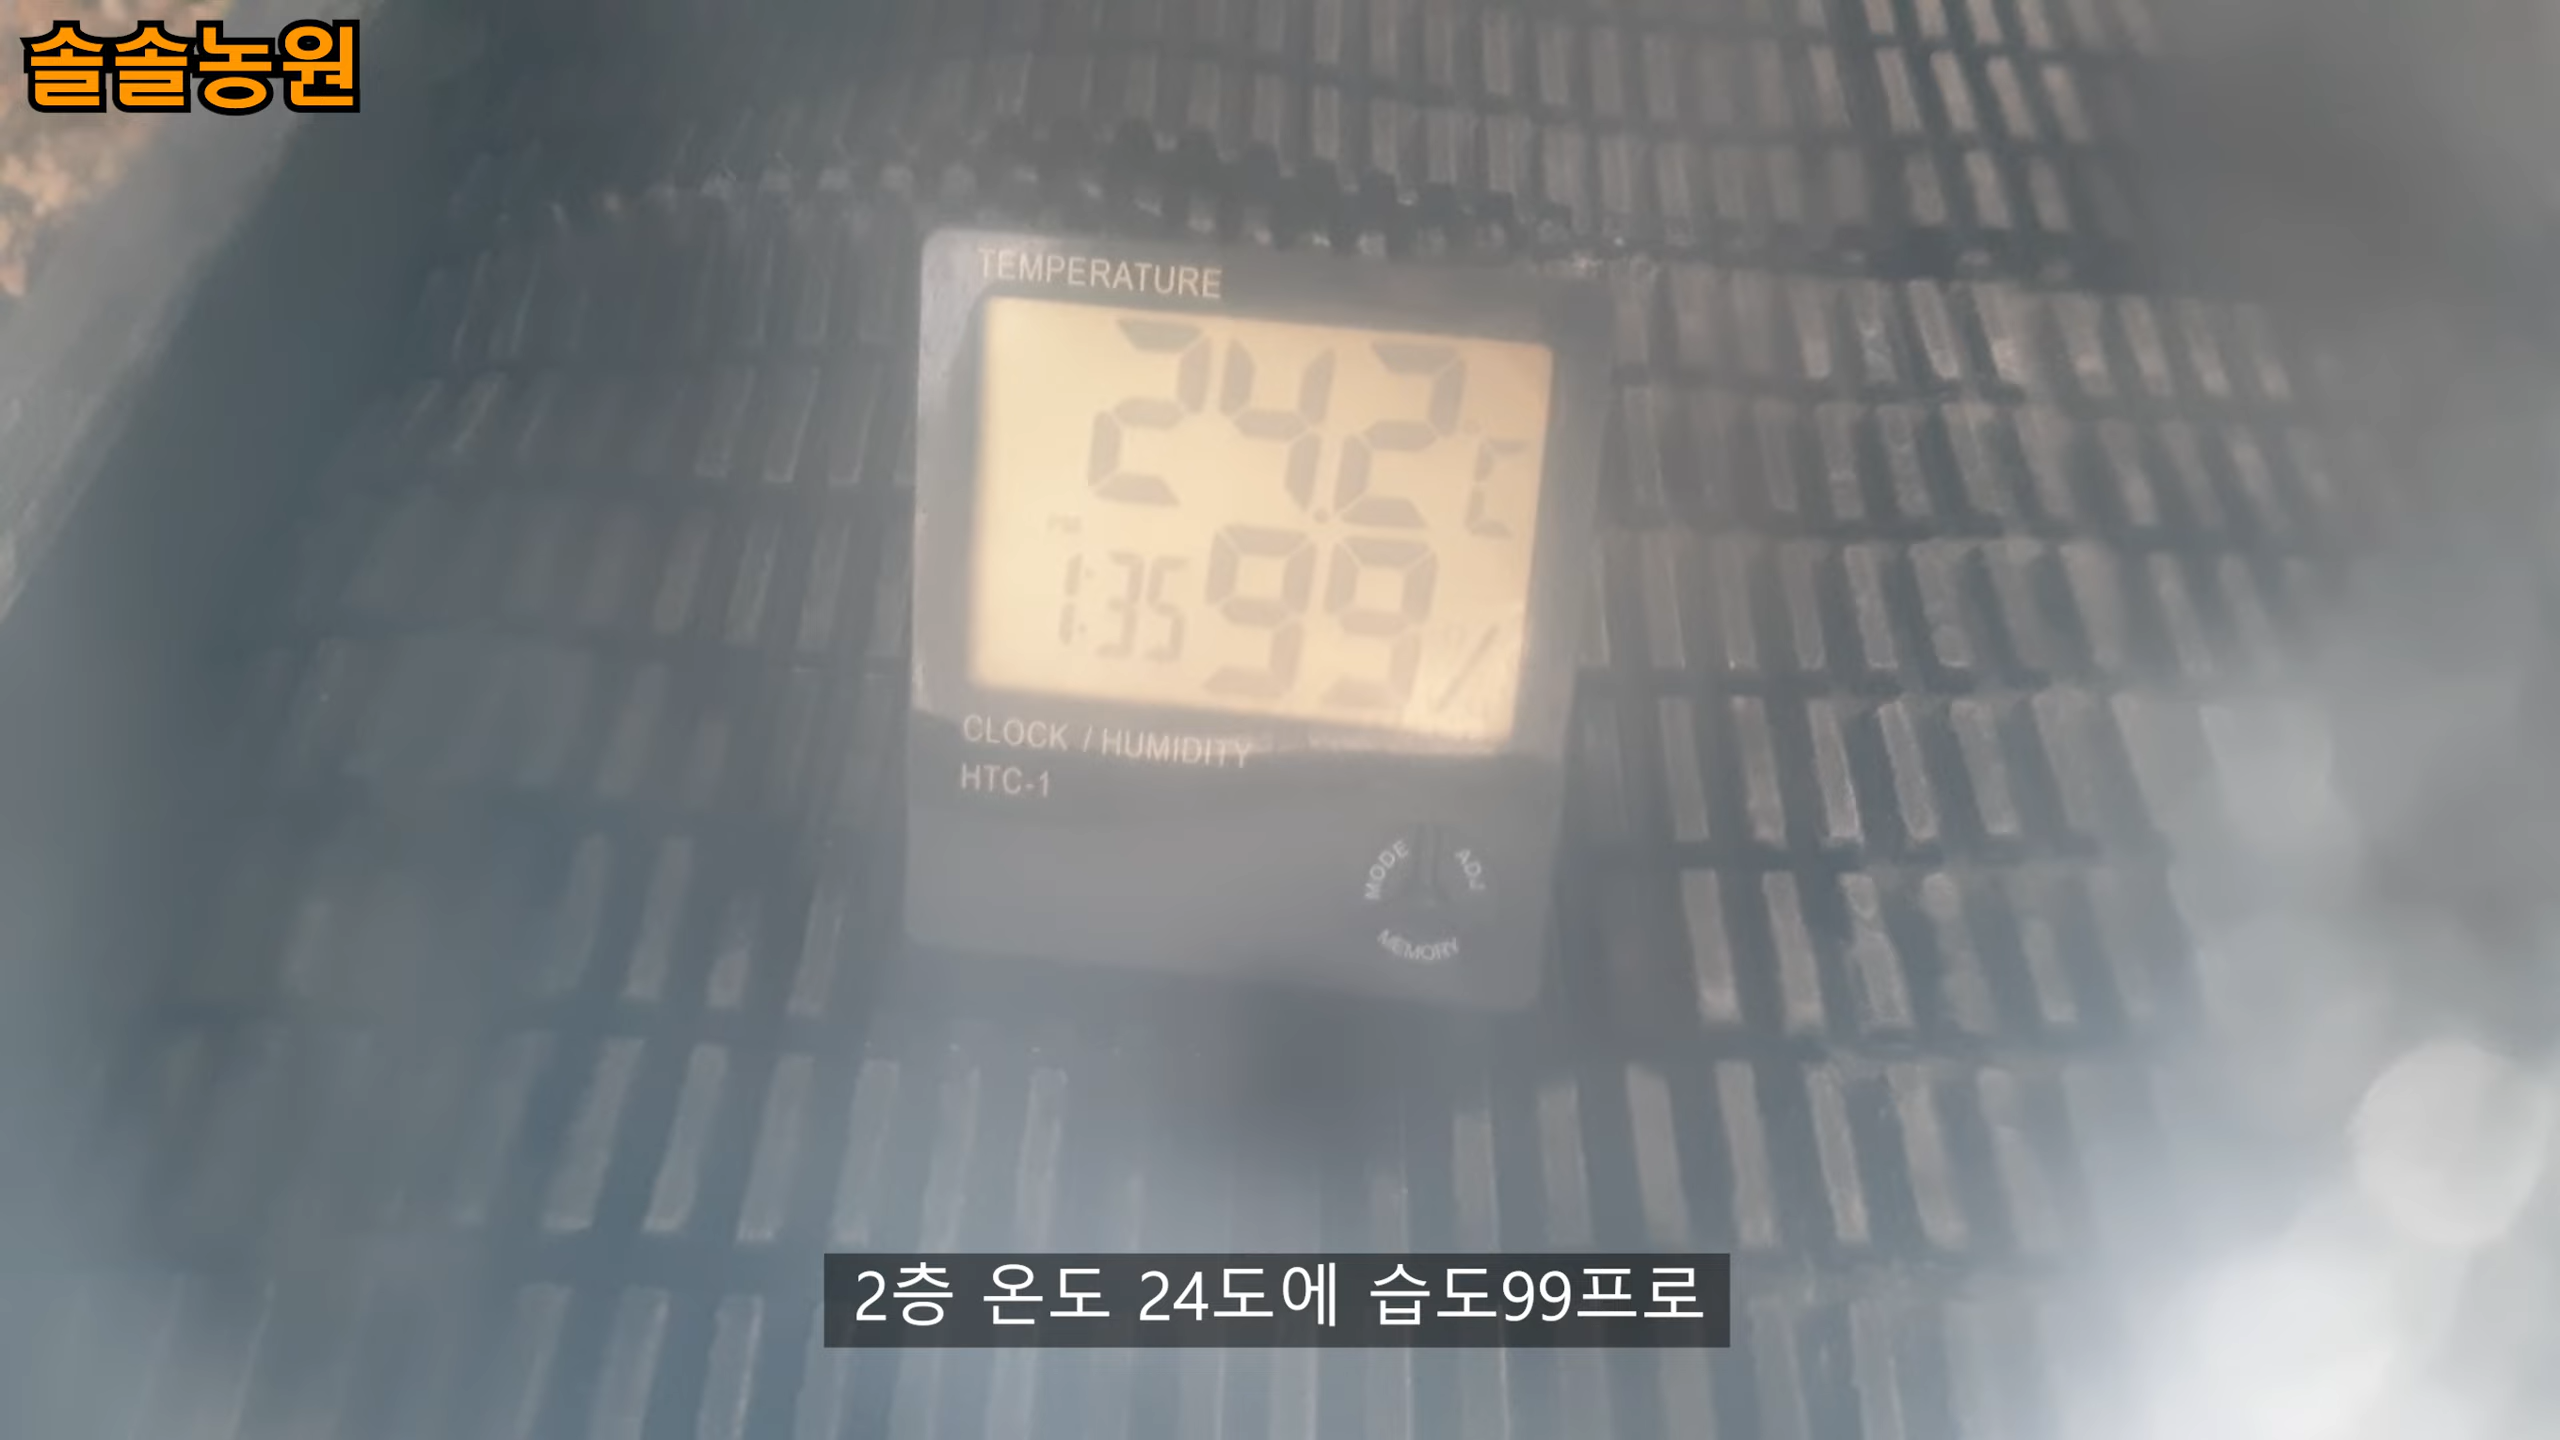 솔솔농원
TEMPERATURE
24.2°C
PM
1:35 99%
CLOCK / HUMIDITY
HTC-1
MODE
ADJ
MEMORY
2층 온도 24도에 습도99프로